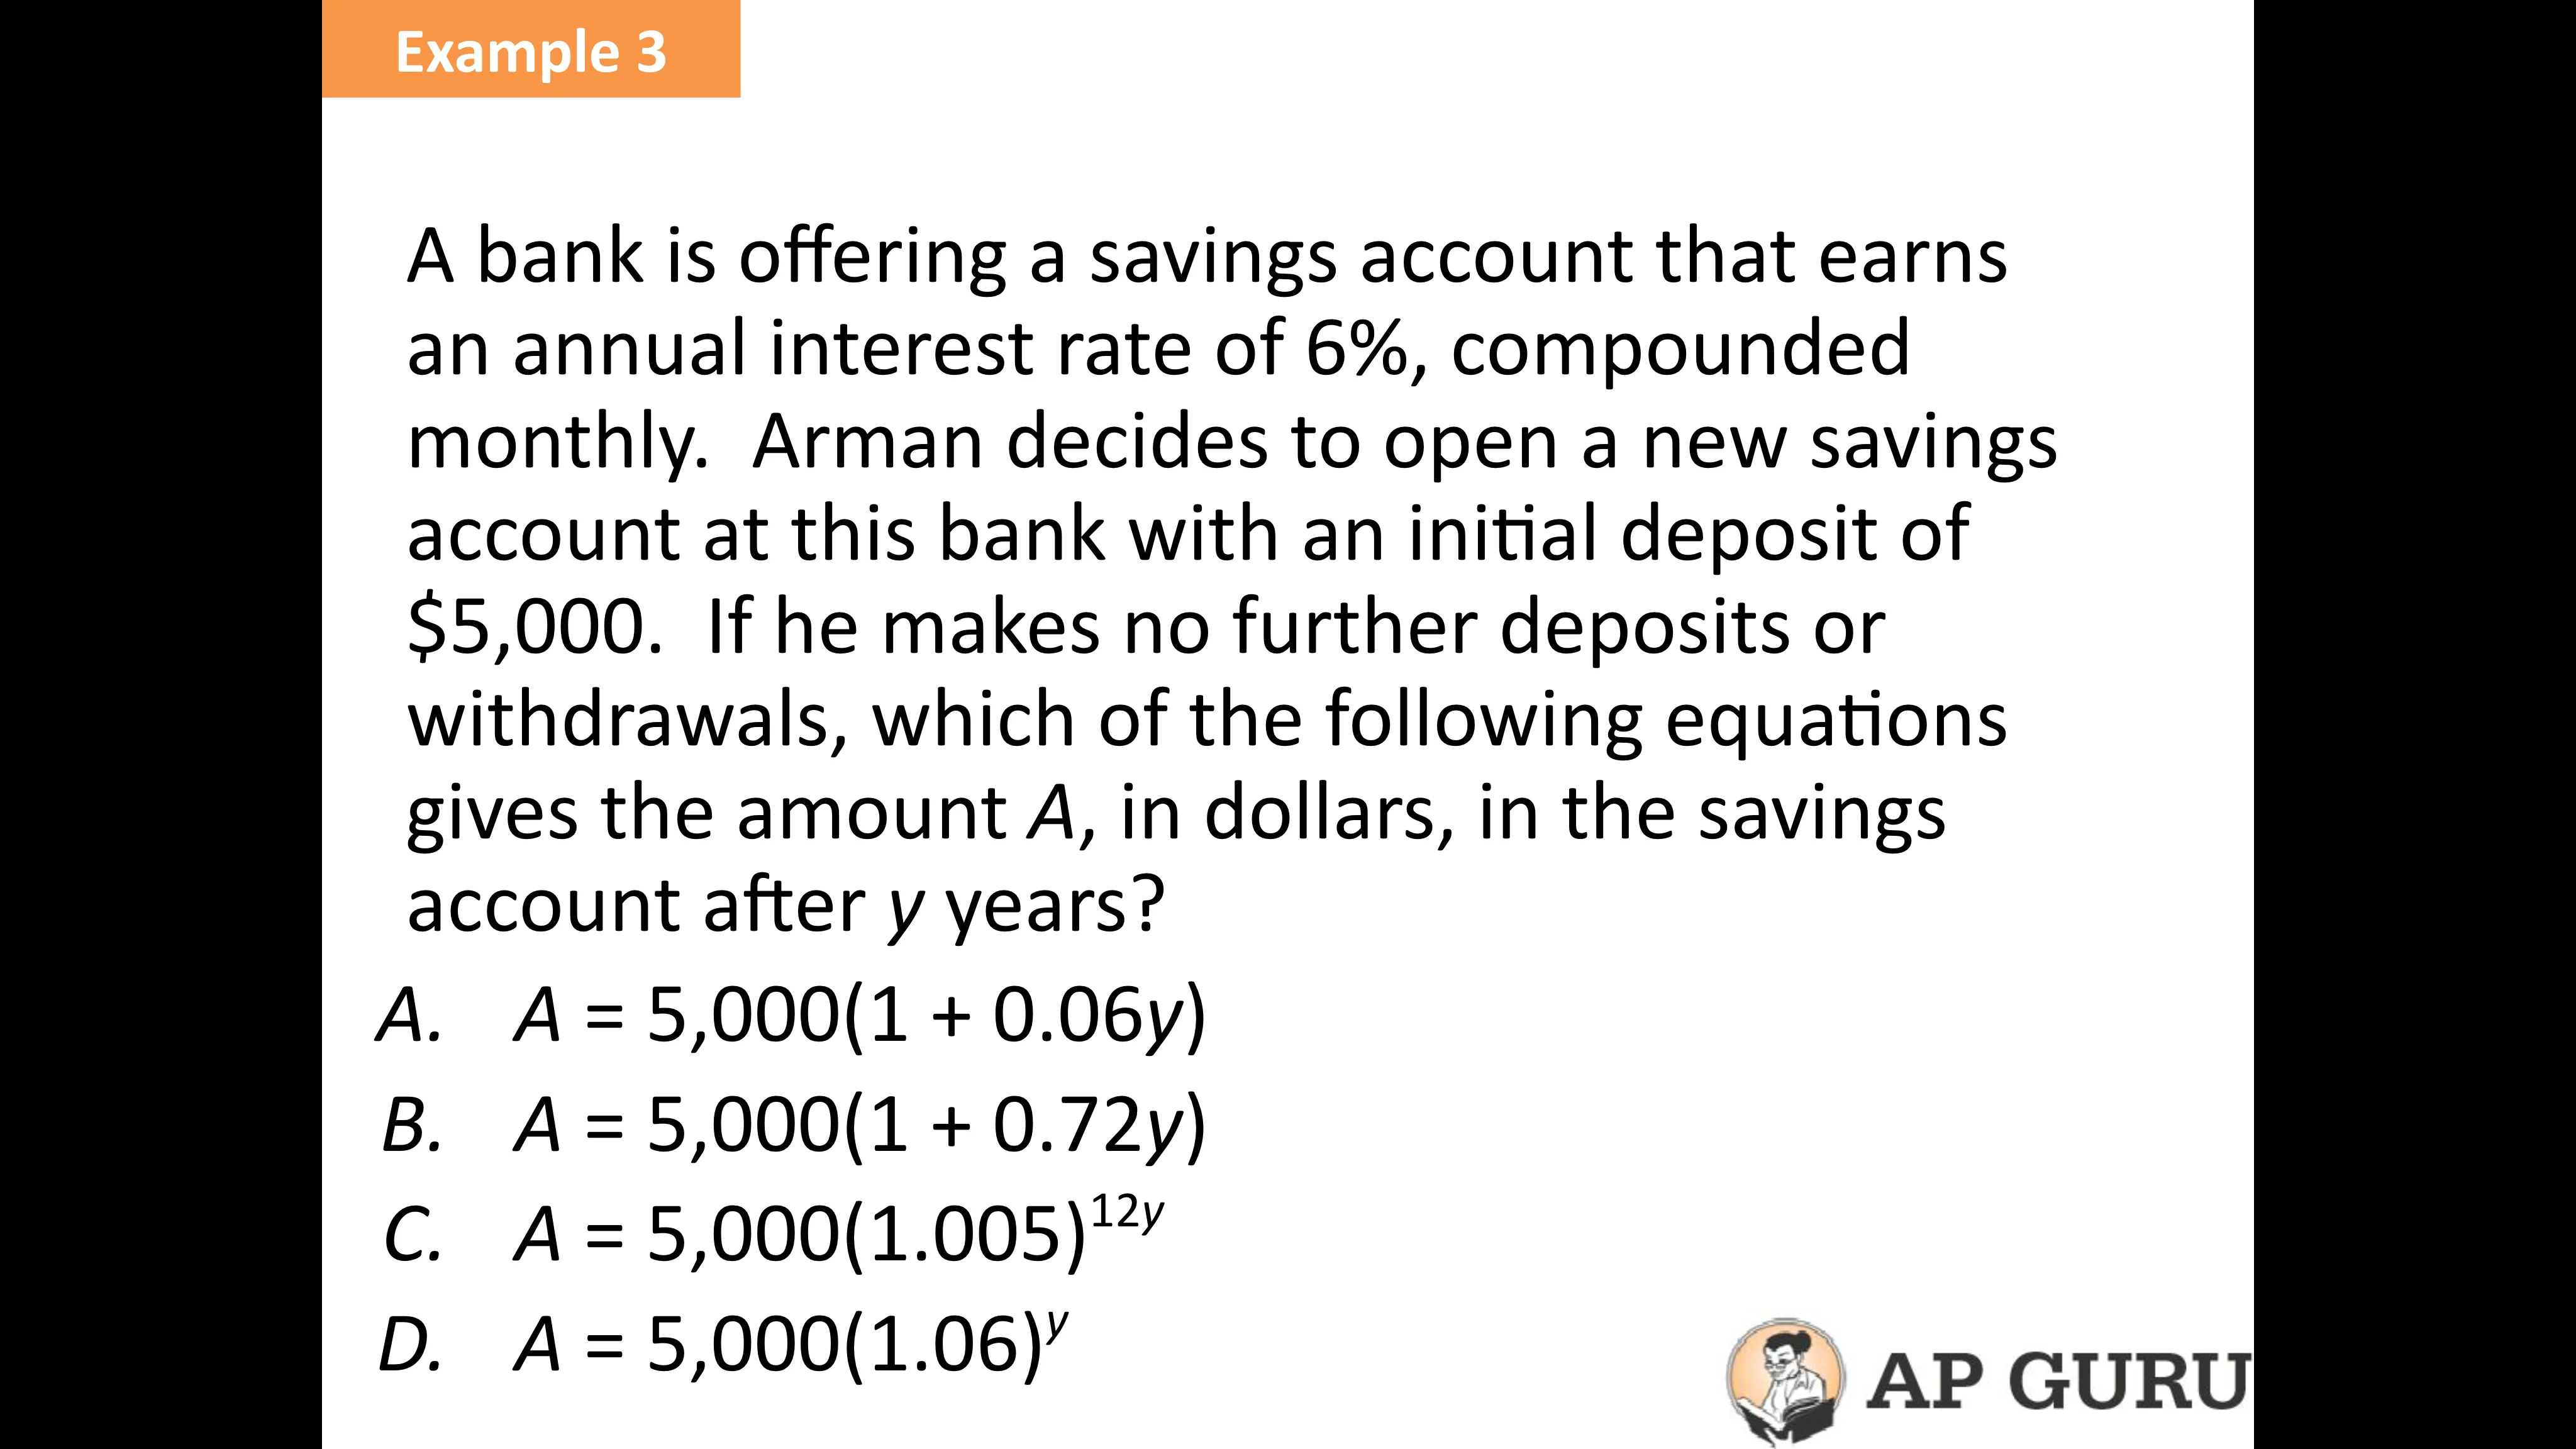 Example 3
A bank is offering a savings account that earns
an annual interest rate of 6%, compounded
monthly.  Arman decides to open a new savings
account at this bank with an initial deposit of
$5,000.  If he makes no further deposits or
withdrawals, which of the following equations
gives the amount A, in dollars, in the savings
account after y years?
A. A = 5,000(1 + 0.06y)
B. A = 5,000(1 + 0.72y)
C. A = 5,000(1.005)¹²ʸ
D. A = 5,000(1.06)ʸ
AP GURU